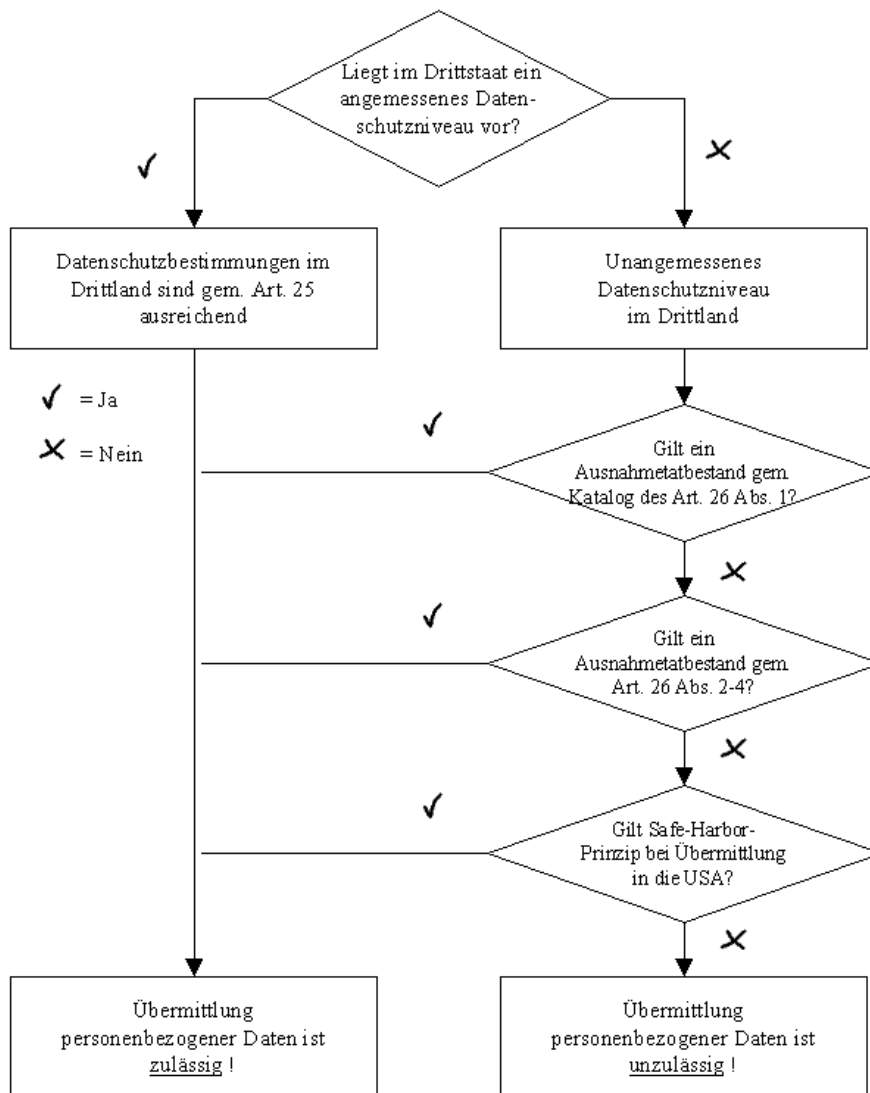 Liegt im Drittstaat ein
angemessenes Daten-
schutzniveau vor?
Datenschutzbestimmungen im
Drittland sind gem. Art. 25
ausreichend
Unangemessenes
Datenschutzniveau
im Drittland
✓ = Ja
✗ = Nein
Gilt ein
Ausnahmetatbestand gem.
Katalog des Art. 26 Abs. 1?
Gilt ein
Ausnahmetatbestand gem.
Art. 26 Abs. 2-4?
Gilt Safe-Harbor-
Prinzip bei Übermittlung
in die USA?
Übermittlung
personenbezogener Daten ist
zulässig !
Übermittlung
personenbezogener Daten ist
unzulässig !